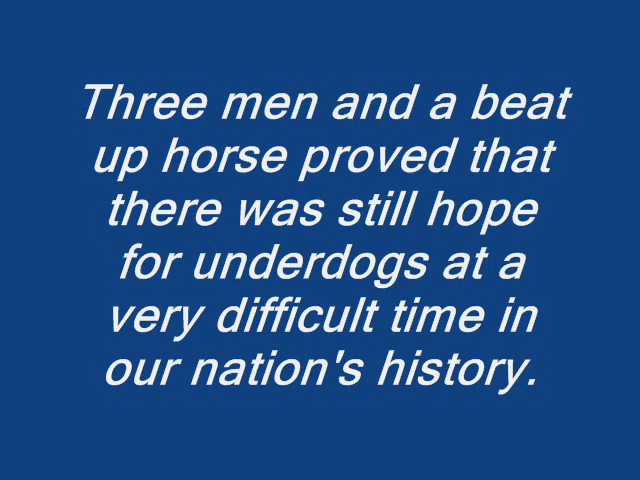 Three men and a beat
up horse proved that
there was still hope
for underdogs at a
very difficult time in
our nation's history.